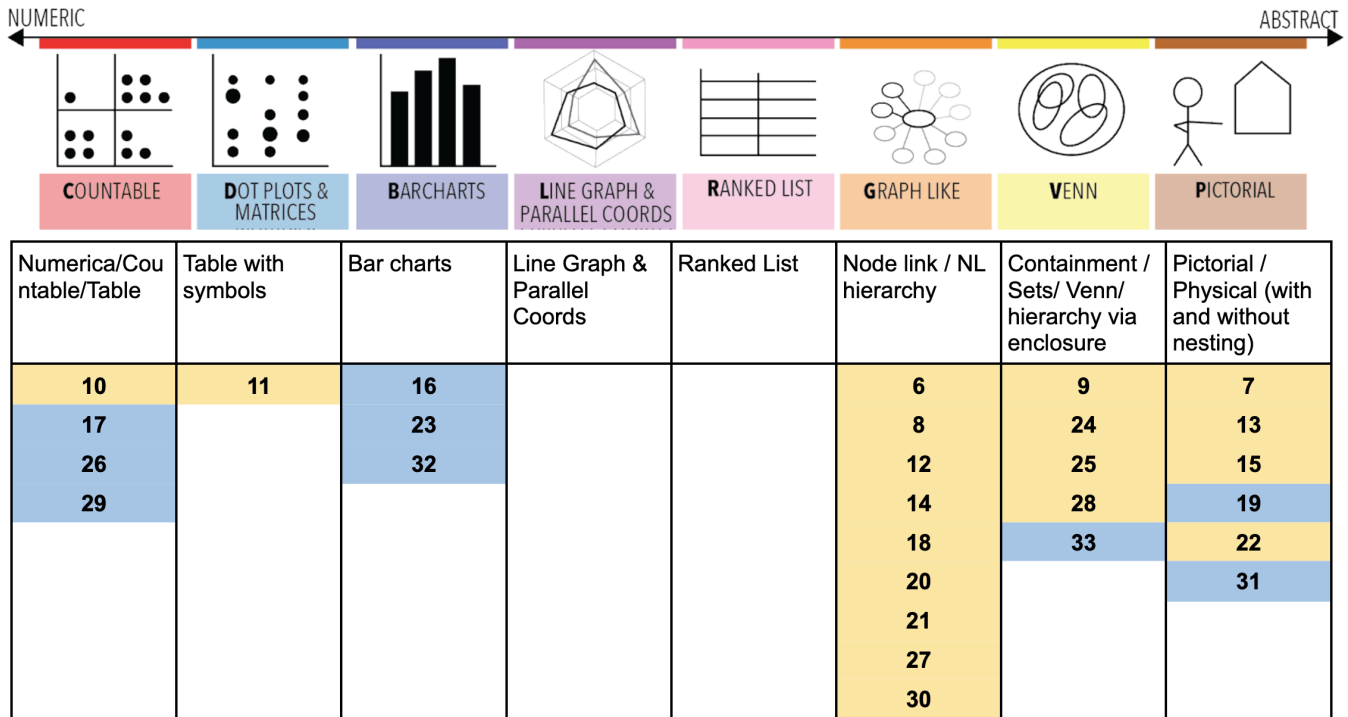 NUMERIC
ABSTRACT
COUNTABLE
DOT PLOTS &
MATRICES
BARCHARTS
LINE GRAPH &
PARALLEL COORDS
RANKED LIST
GRAPH LIKE
VENN
PICTORIAL
Numerica/Cou
ntable/Table
Table with
symbols
Bar charts
Line Graph &
Parallel
Coords
Ranked List
Node link / NL
hierarchy
Containment /
Sets/ Venn/
hierarchy via
enclosure
Pictorial /
Physical (with
and without
nesting)
10 11 16 6 9 7
17 23 8 24 13
26 32 12 25 15
29 14 28 19
18 33 22
20 31
21
27
30